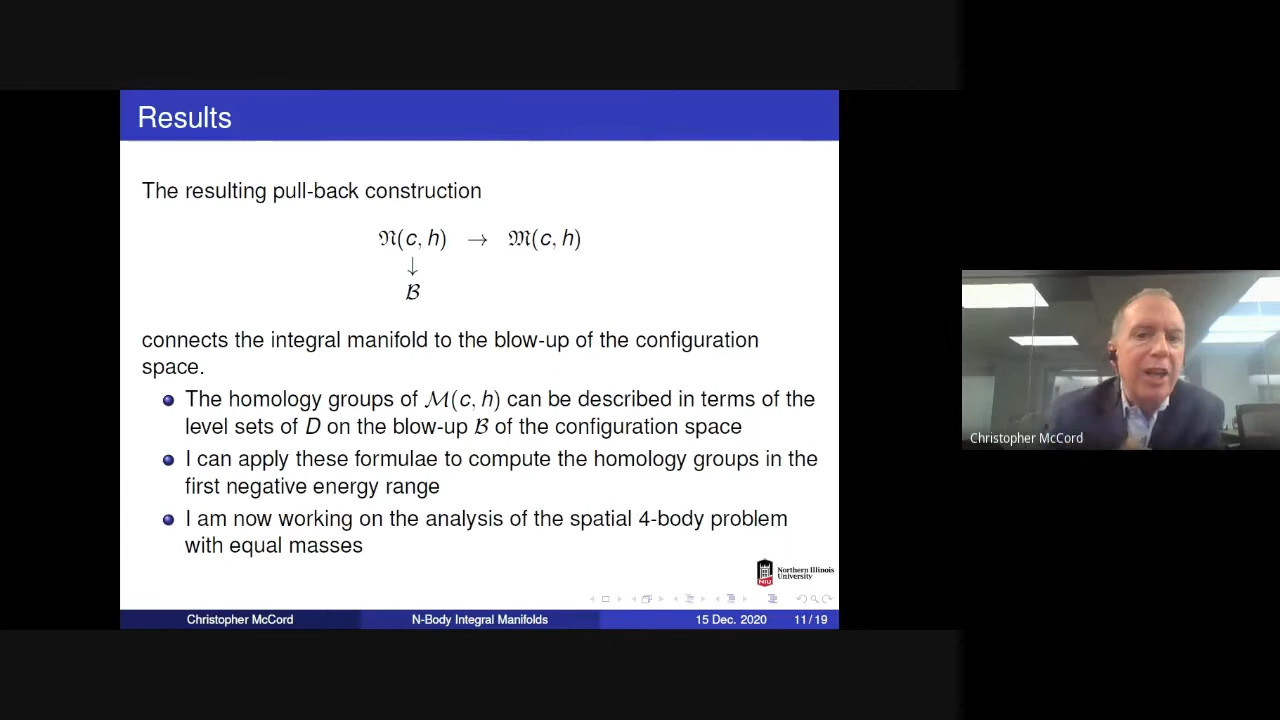 Results
The resulting pull-back construction
𝔑(c, h) → 𝔐(c, h)
↓
ℬ
connects the integral manifold to the blow-up of the configuration
space.
The homology groups of ℳ(c, h) can be described in terms of the
level sets of D on the blow-up ℬ of the configuration space
I can apply these formulae to compute the homology groups in the
first negative energy range
I am now working on the analysis of the spatial 4-body problem
with equal masses
NIU
Northern Illinois
University
Christopher McCord N-Body Integral Manifolds 15 Dec. 2020 11/19
Christopher McCord